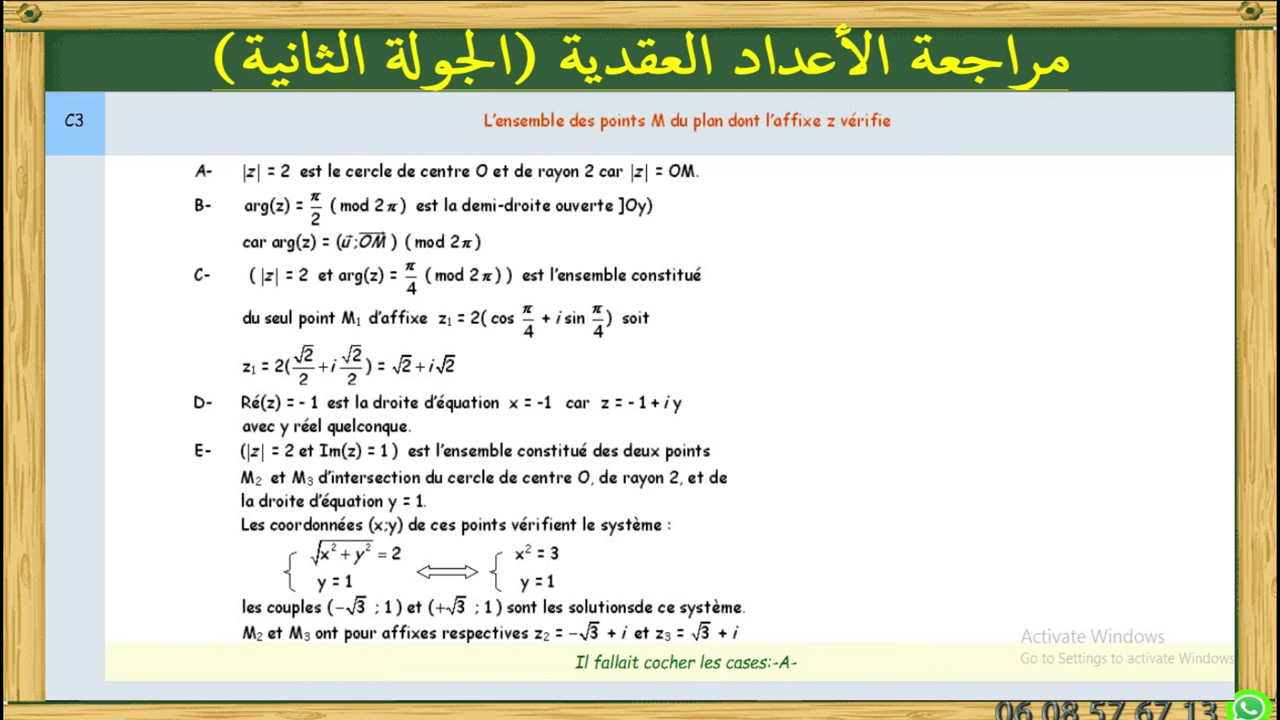 مراجعة الأعداد العقدية (الجولة الثانية)
C3
L'ensemble des points M du plan dont l'affixe z vérifie
A- |z| = 2 est le cercle de centre O et de rayon 2 car |z| = OM.
B- arg(z) = π/2 (mod 2π) est la demi-droite ouverte ]Oy)
car arg(z) = (u⃗ ; OM⃗) (mod 2π)
C- ( |z| = 2 et arg(z) = π/4 (mod 2π) ) est l'ensemble constitué
du seul point M₁ d'affixe z₁ = 2( cos π/4 + i sin π/4 ) soit
z₁ = 2( √2/2 + i √2/2 ) = √2 + i√2
D- Ré(z) = - 1 est la droite d'équation x = -1 car z = - 1 + i y
avec y réel quelconque.
E- (|z| = 2 et Im(z) = 1 ) est l'ensemble constitué des deux points
M₂ et M₃ d'intersection du cercle de centre O, de rayon 2, et de
la droite d'équation y = 1.
Les coordonnées (x;y) de ces points vérifient le système :
{ √(x² + y²) = 2 ⟺ { x² = 3
y = 1 y = 1
les couples (−√3 ; 1) et (+√3 ; 1) sont les solutionsde ce système.
M₂ et M₃ ont pour affixes respectives z₂ = −√3 + i et z₃ = √3 + i
Il fallait cocher les cases:-A-
Activate Windows
Go to Settings to activate Windows
06 08 57 67 13